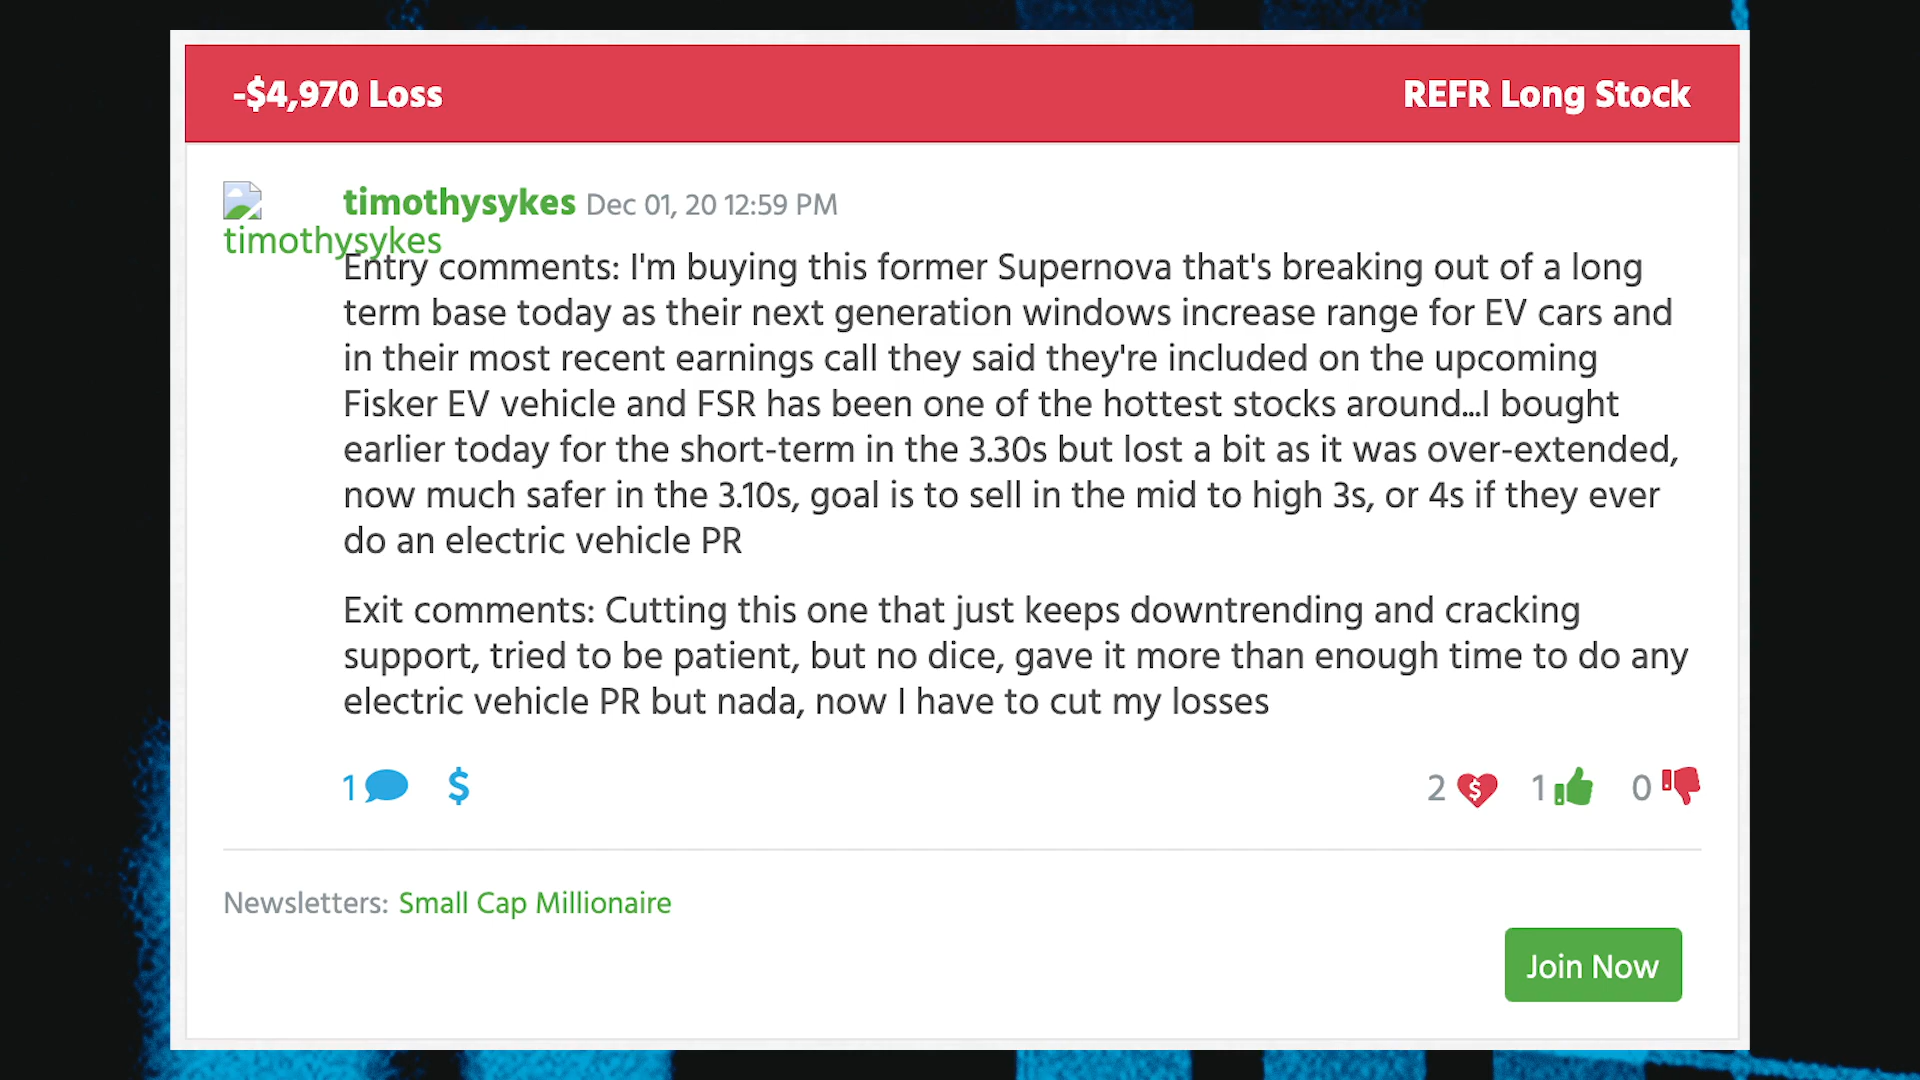 -$4,970 Loss
REFR Long Stock
timothysykes Dec 01, 20 12:59 PM
timothysykes
Entry comments: I'm buying this former Supernova that's breaking out of a long
term base today as their next generation windows increase range for EV cars and
in their most recent earnings call they said they're included on the upcoming
Fisker EV vehicle and FSR has been one of the hottest stocks around...I bought
earlier today for the short-term in the 3.30s but lost a bit as it was over-extended,
now much safer in the 3.10s, goal is to sell in the mid to high 3s, or 4s if they ever
do an electric vehicle PR
Exit comments: Cutting this one that just keeps downtrending and cracking
support, tried to be patient, but no dice, gave it more than enough time to do any
electric vehicle PR but nada, now I have to cut my losses
1 $
2 $ 1 0
Newsletters: Small Cap Millionaire
Join Now